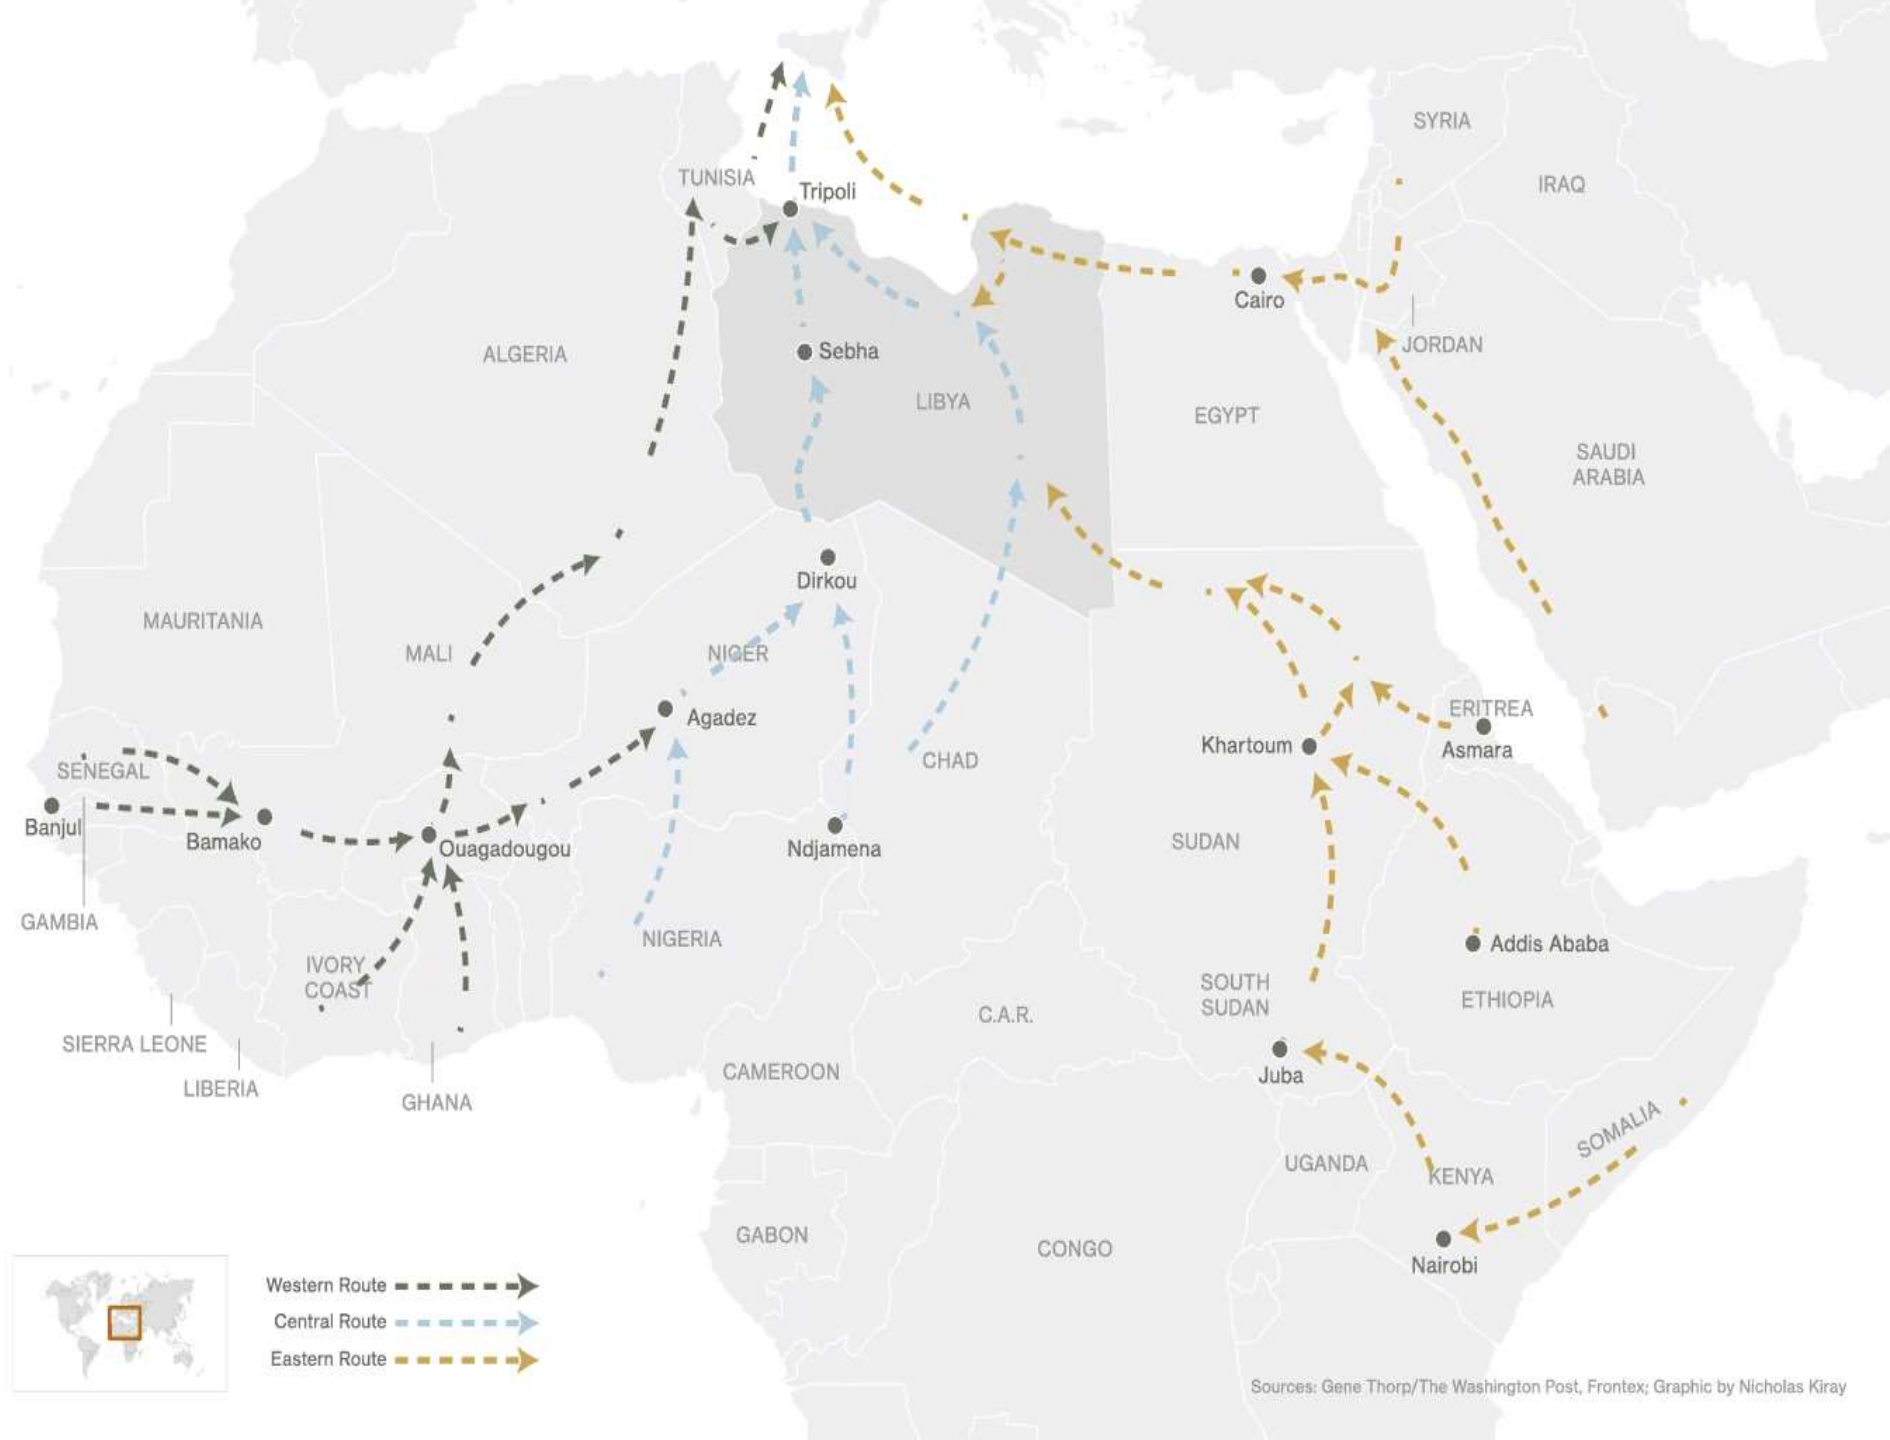 SYRIA
IRAQ
TUNISIA
Tripoli
Cairo
JORDAN
ALGERIA
Sebha
LIBYA
EGYPT
SAUDI
ARABIA
Dirkou
MAURITANIA
MALI
NIGER
Agadez
ERITREA
Khartoum
Asmara
SENEGAL
CHAD
Banjul
Bamako
Ouagadougou
Ndjamena
SUDAN
GAMBIA
NIGERIA
Addis Ababa
IVORY
COAST
SOUTH
SUDAN
ETHIOPIA
C.A.R.
SIERRA LEONE
LIBERIA
GHANA
CAMEROON
Juba
SOMALIA
UGANDA
KENYA
GABON
CONGO
Nairobi
Western Route
Central Route
Eastern Route
Sources: Gene Thorp/The Washington Post, Frontex; Graphic by Nicholas Kiray